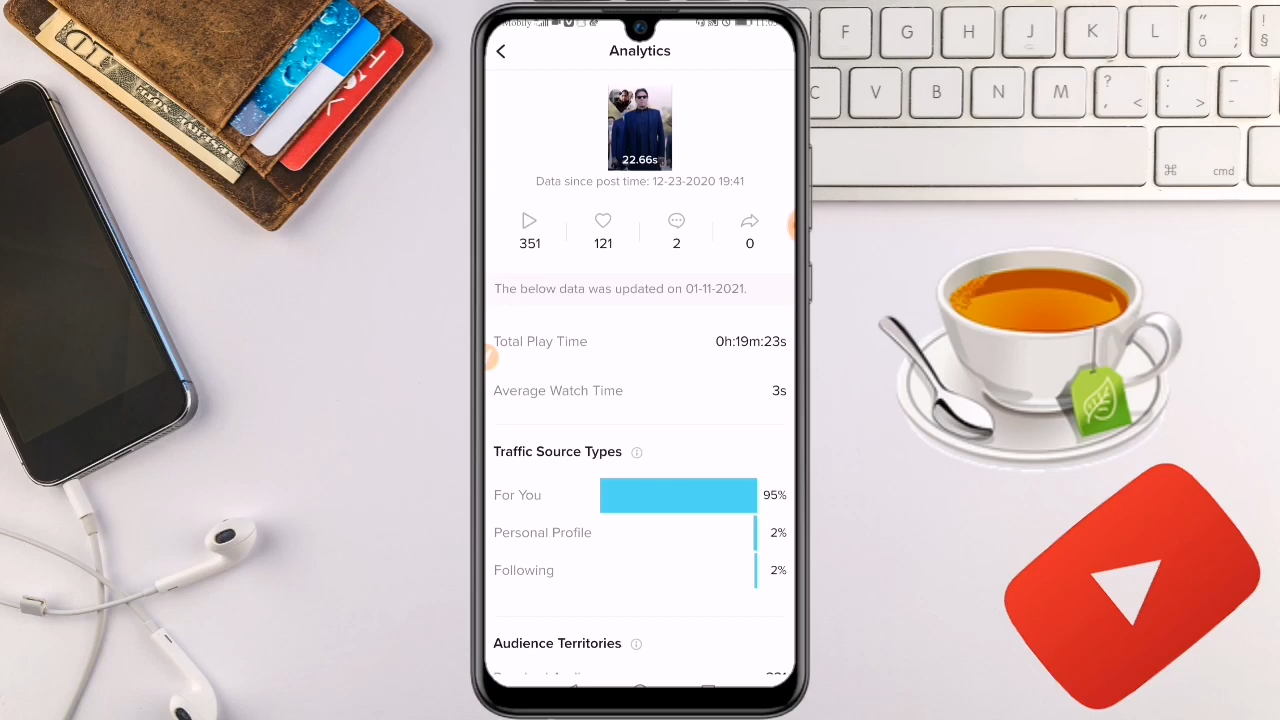 Analytics
22.66s
Data since post time: 12-23-2020 19:41
351 121 2 0
The below data was updated on 01-11-2021.
Total Play Time 0h:19m:23s
Average Watch Time 3s
Traffic Source Types
For You 95%
Personal Profile 2%
Following 2%
Audience Territories
F G H J K L
C V B N M
cmd